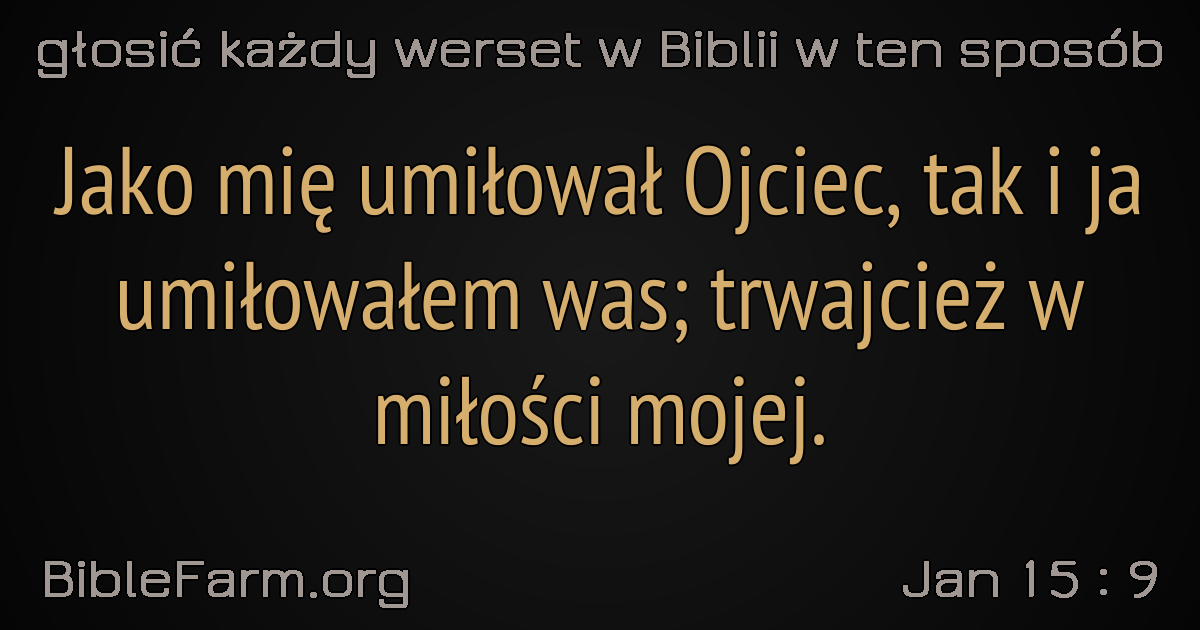 głosić każdy werset w Biblii w ten sposób
Jako mię umiłował Ojciec, tak i ja
umiłowałem was; trwajcież w
miłości mojej.
BibleFarm.org
Jan 15 : 9